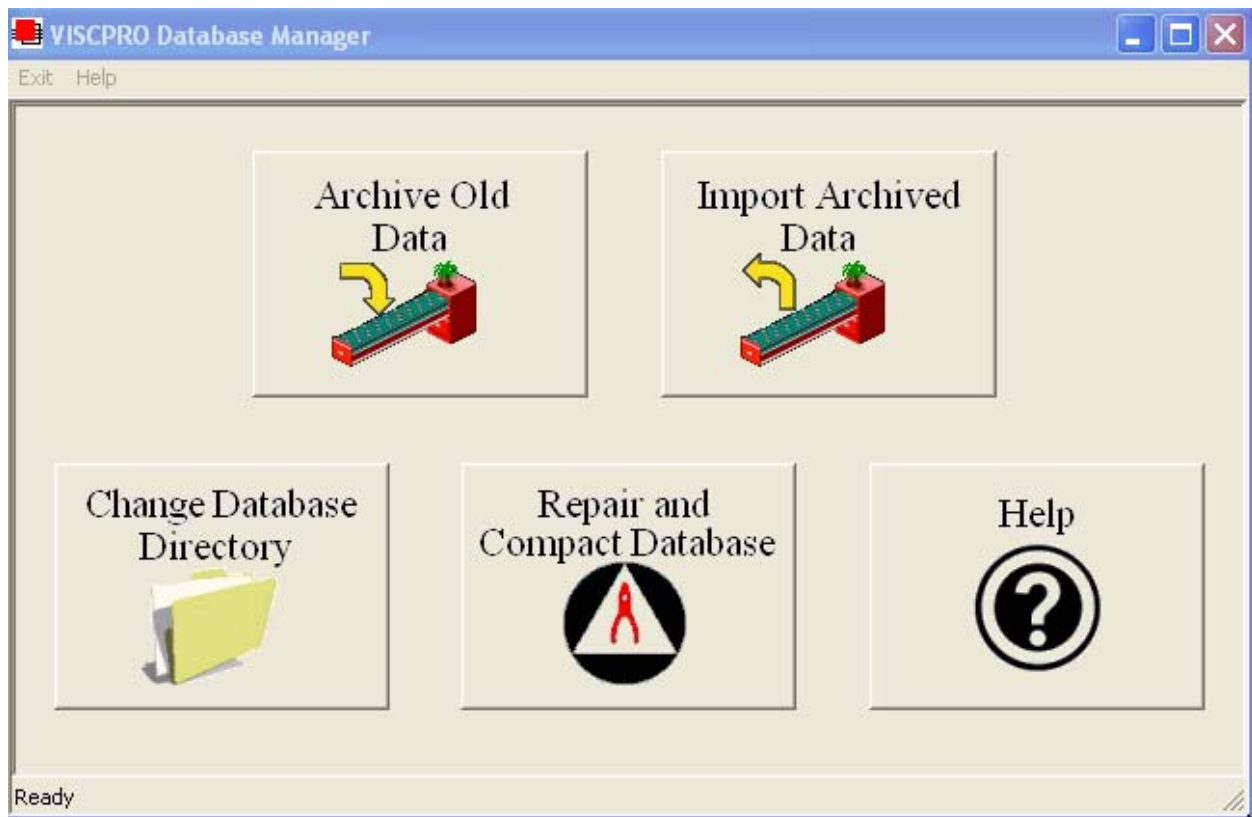 VISCPRO Database Manager
Exit Help
Archive Old
Data
Import Archived
Data
Change Database
Directory
Repair and
Compact Database
Help
?
Ready